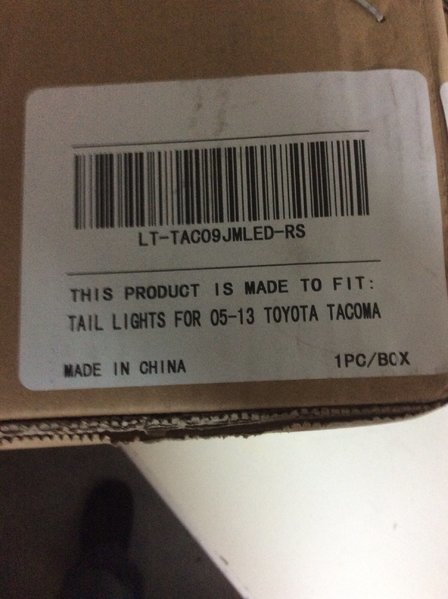 LT-TAC09JMLED-RS
THIS PRODUCT IS MADE TO FIT:
TAIL LIGHTS FOR 05-13 TOYOTA TACOMA
MADE IN CHINA 1PC/BOX